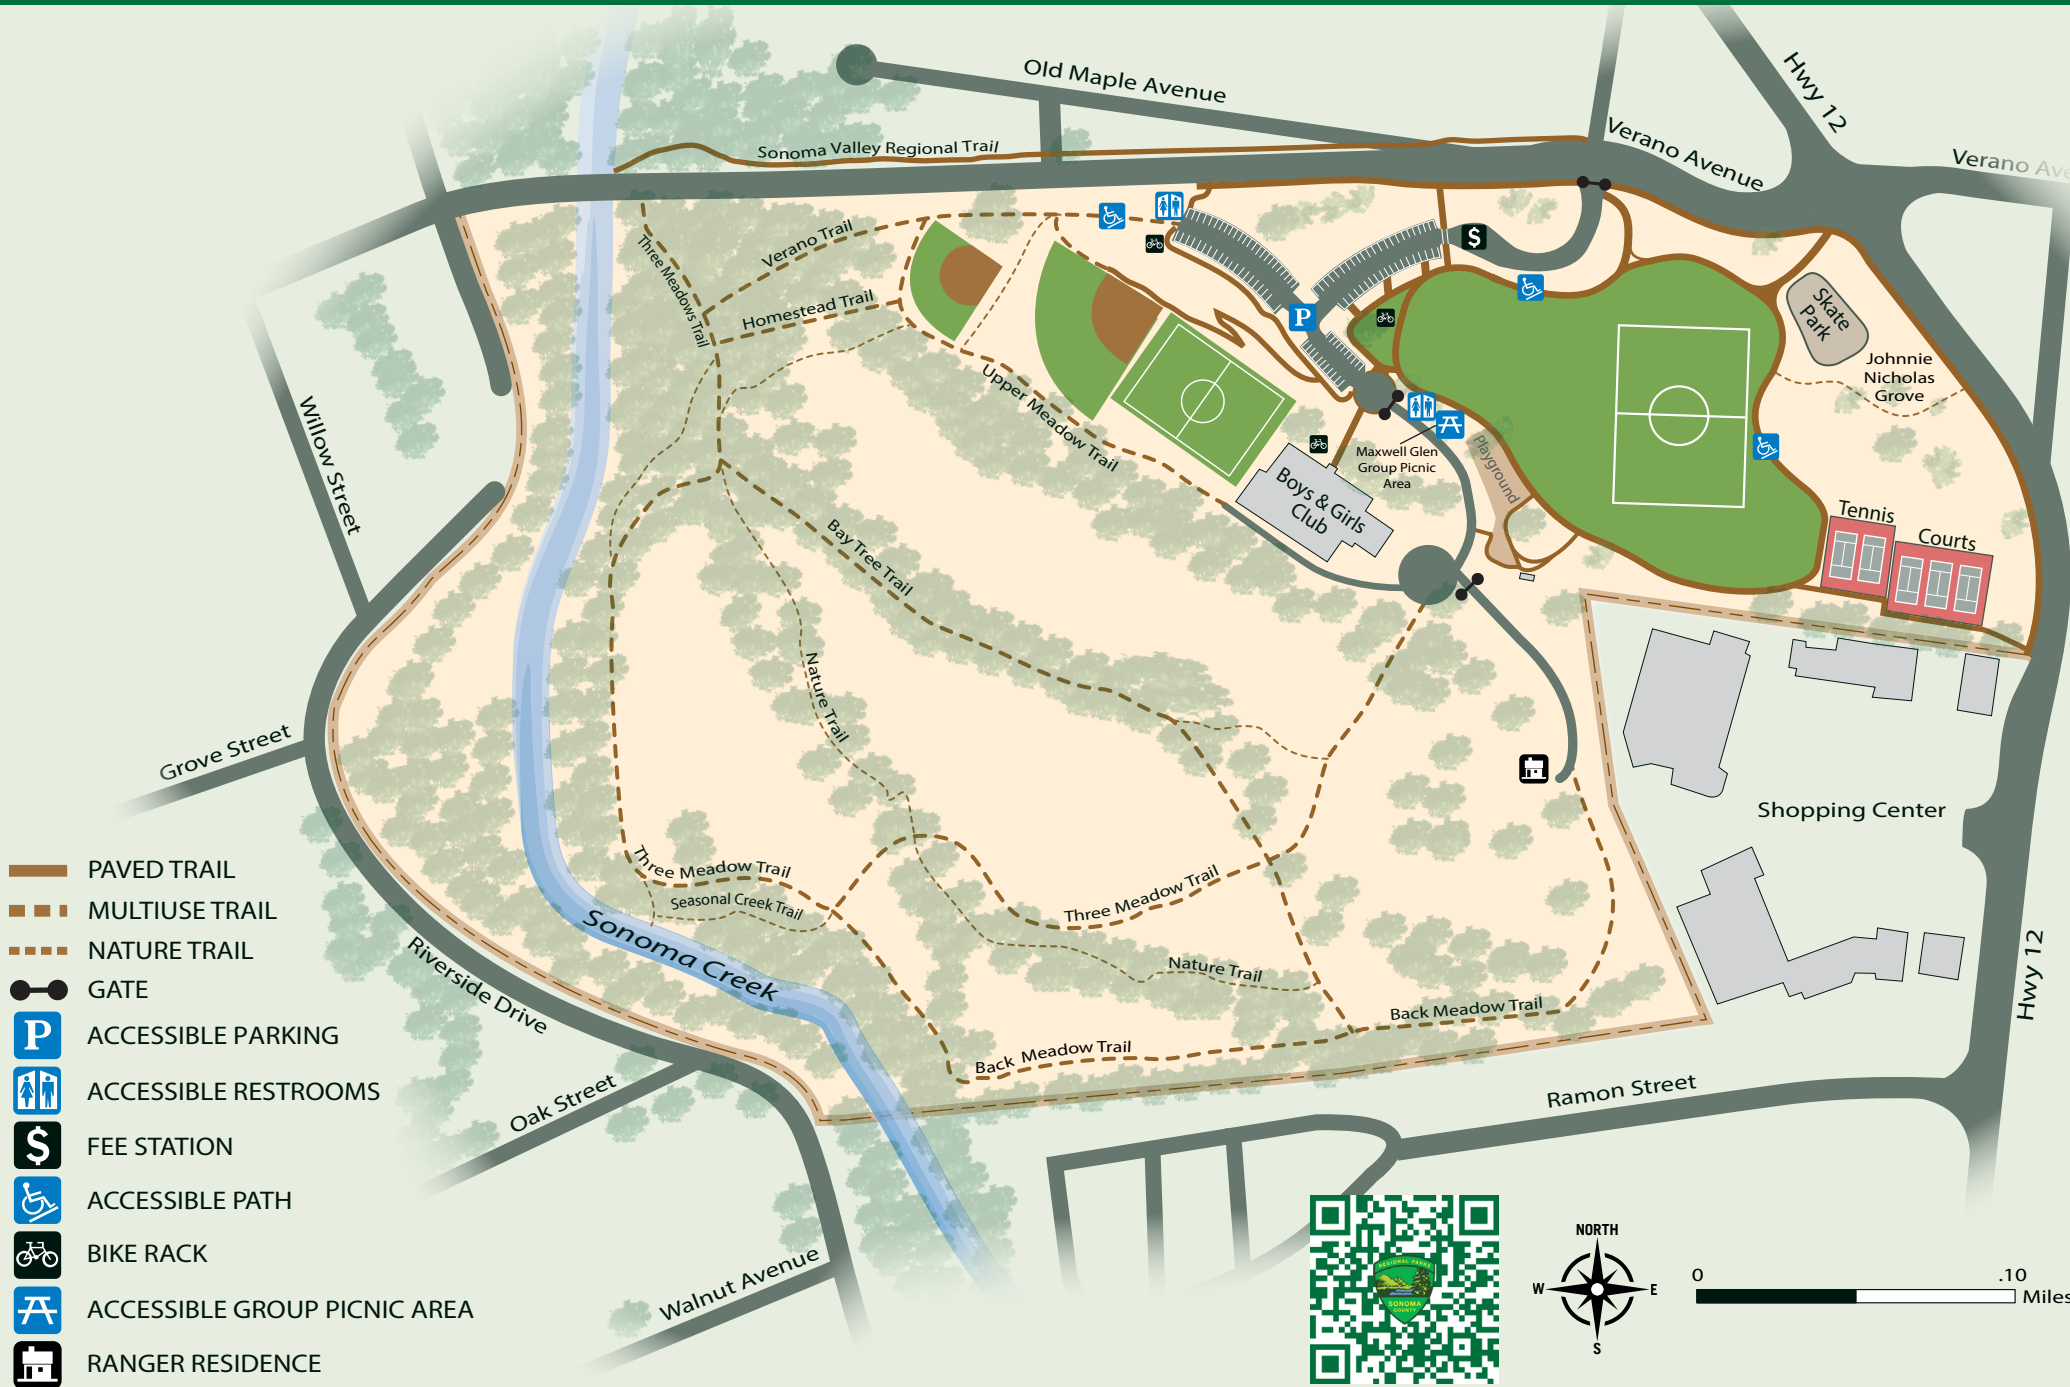 Old Maple Avenue
Hwy 12
Sonoma Valley Regional Trail
Verano Avenue
Verano Ave
Three Meadows Trail
Verano Trail
Homestead Trail
$
P
Skate
Park
Johnnie
Nicholas
Grove
Upper Meadow Trail
Maxwell Glen
Group Picnic
Area
Playground
Boys & Girls
Club
Tennis
Courts
Willow Street
Bay Tree Trail
Nature Trail
Grove Street
Shopping Center
Three Meadow Trail
Seasonal Creek Trail
Three Meadow Trail
Sonoma Creek
Nature Trail
Riverside Drive
Back Meadow Trail
Back Meadow Trail
Hwy 12
Oak Street
Ramon Street
Walnut Avenue
PAVED TRAIL
MULTIUSE TRAIL
NATURE TRAIL
GATE
P ACCESSIBLE PARKING
ACCESSIBLE RESTROOMS
$ FEE STATION
ACCESSIBLE PATH
BIKE RACK
ACCESSIBLE GROUP PICNIC AREA
RANGER RESIDENCE
REGIONAL PARKS
SONOMA
COUNTY
NORTH
W E
S
0 .10
Miles